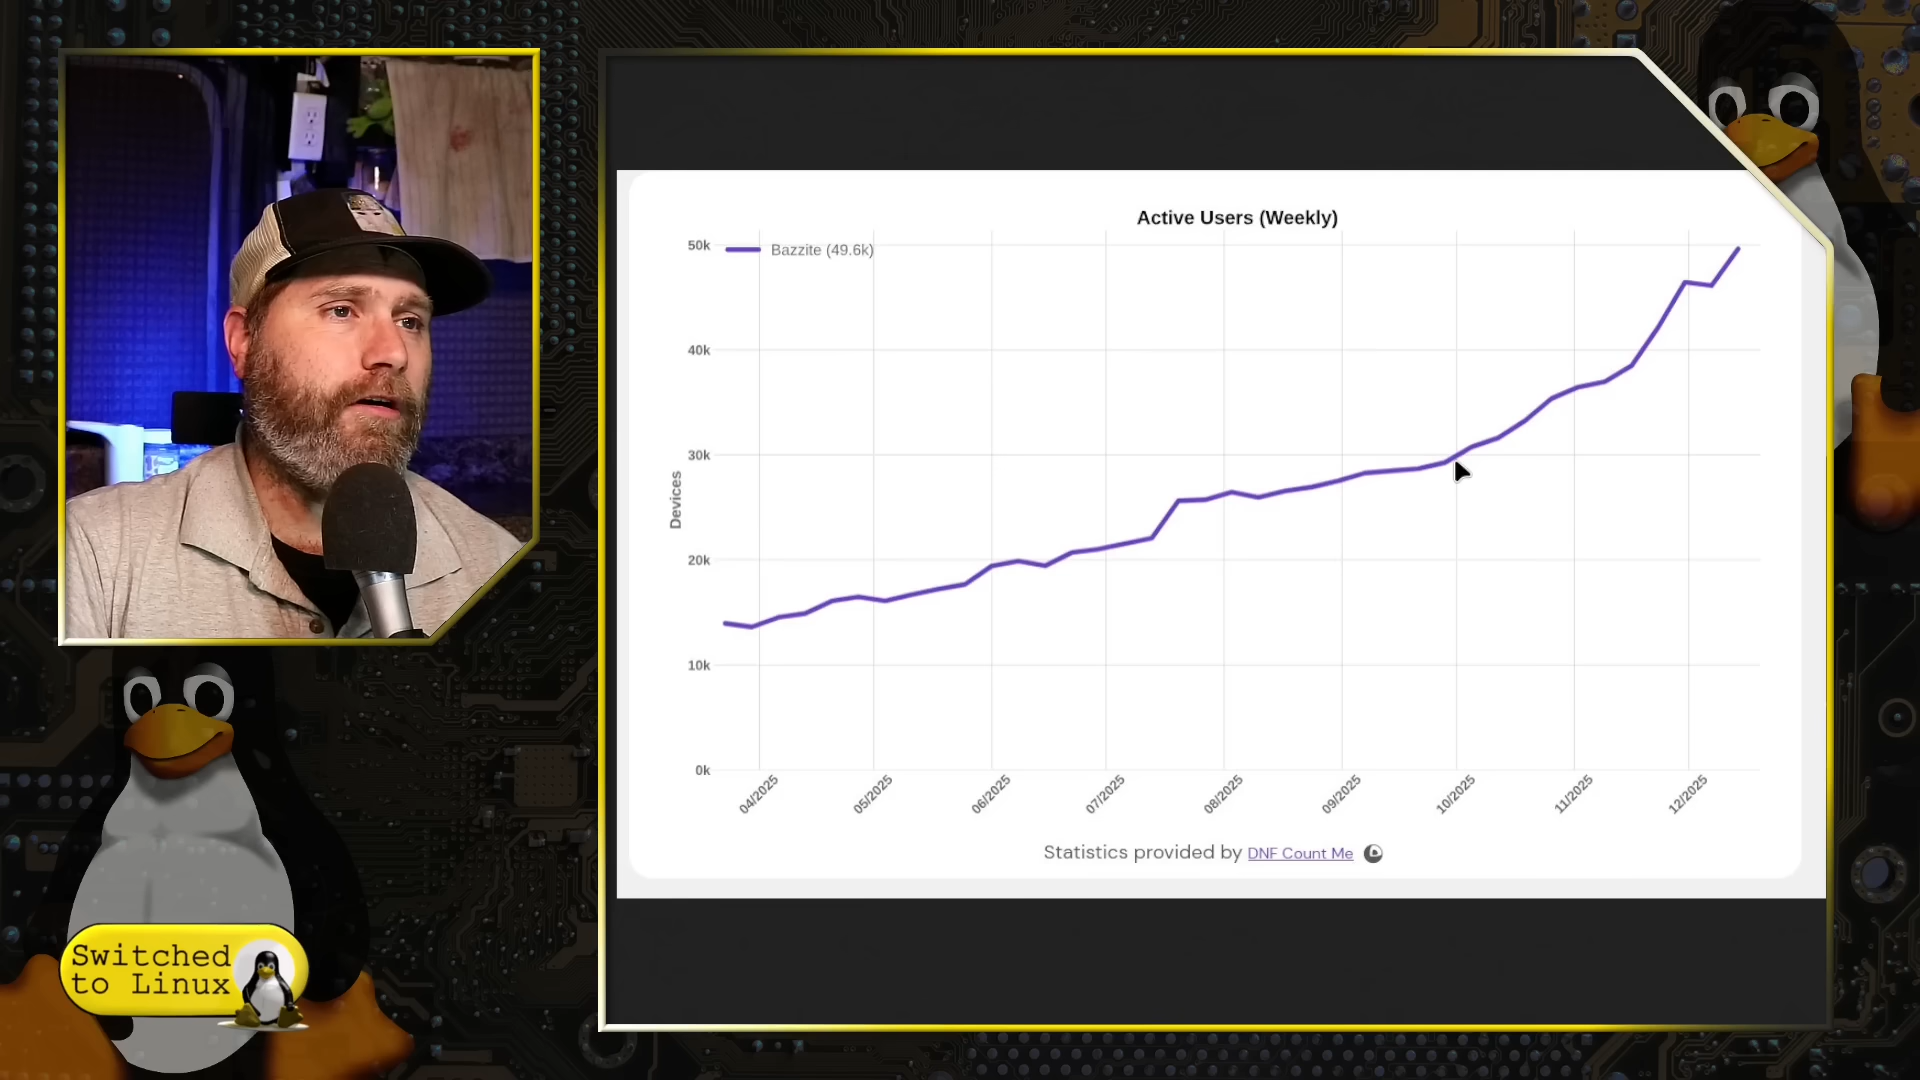 Active Users (Weekly)
Bazzite (49.6k)
50k
40k
30k
20k
10k
0k
Devices
04/2025
05/2025
06/2025
07/2025
08/2025
09/2025
10/2025
11/2025
12/2025
Statistics provided by DNF Count Me
Switched
to Linux